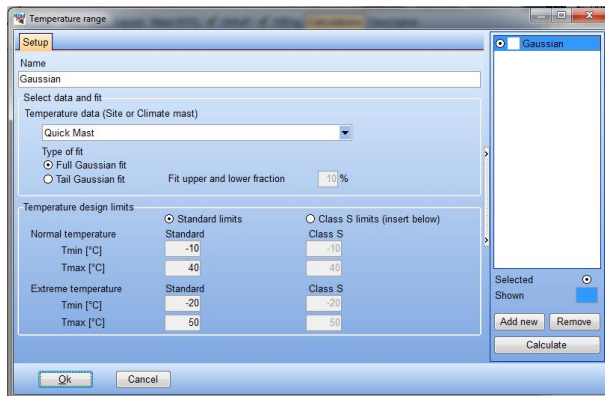 Temperature range
Setup
Name
Gaussian
Select data and fit
Temperature data (Site or Climate mast)
Quick Mast
Type of fit
Full Gaussian fit
Tail Gaussian fit Fit upper and lower fraction 10 %
Temperature design limits
Standard limits Class S limits (insert below)
Normal temperature Standard Class S
Tmin [°C] -10 -10
Tmax [°C] 40 40
Extreme temperature Standard Class S
Tmin [°C] -20 -20
Tmax [°C] 50 50
Ok Cancel
Gaussian
Selected
Shown
Add new Remove
Calculate